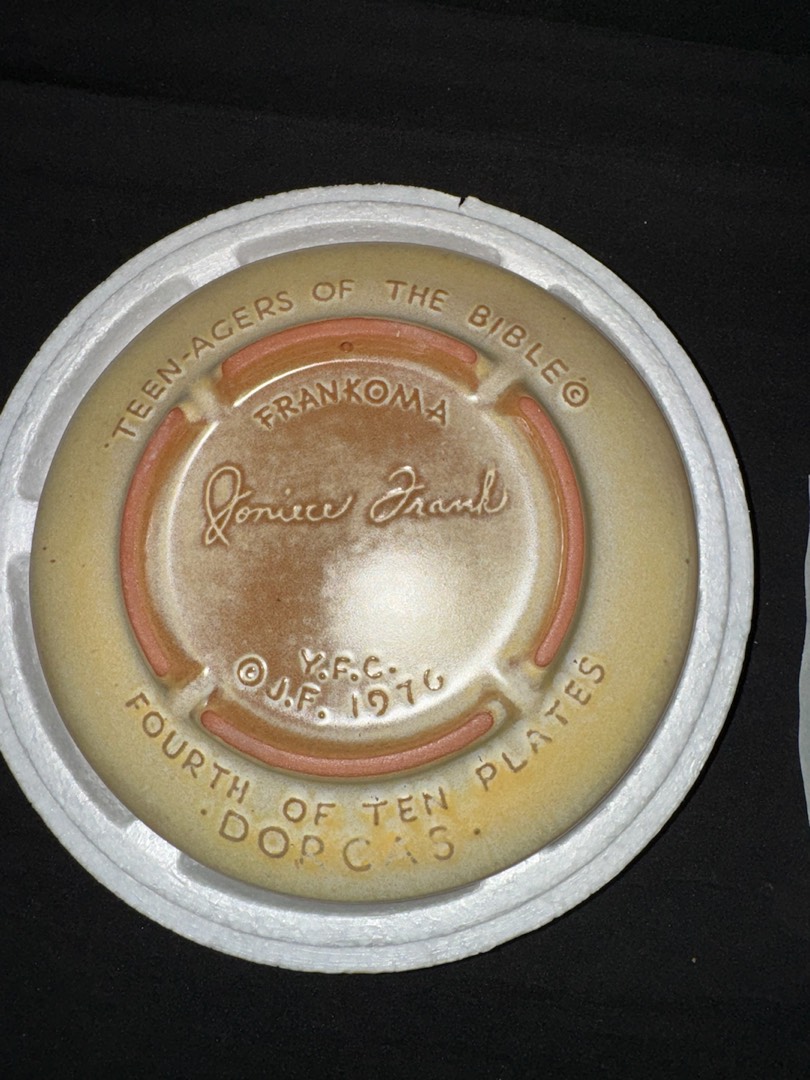 TEEN-AGERS OF THE BIBLE©
FRANKOMA
Joniece Frank
Y.F.C.
© J.F. 1976
FOURTH OF TEN PLATES
·DORCAS·